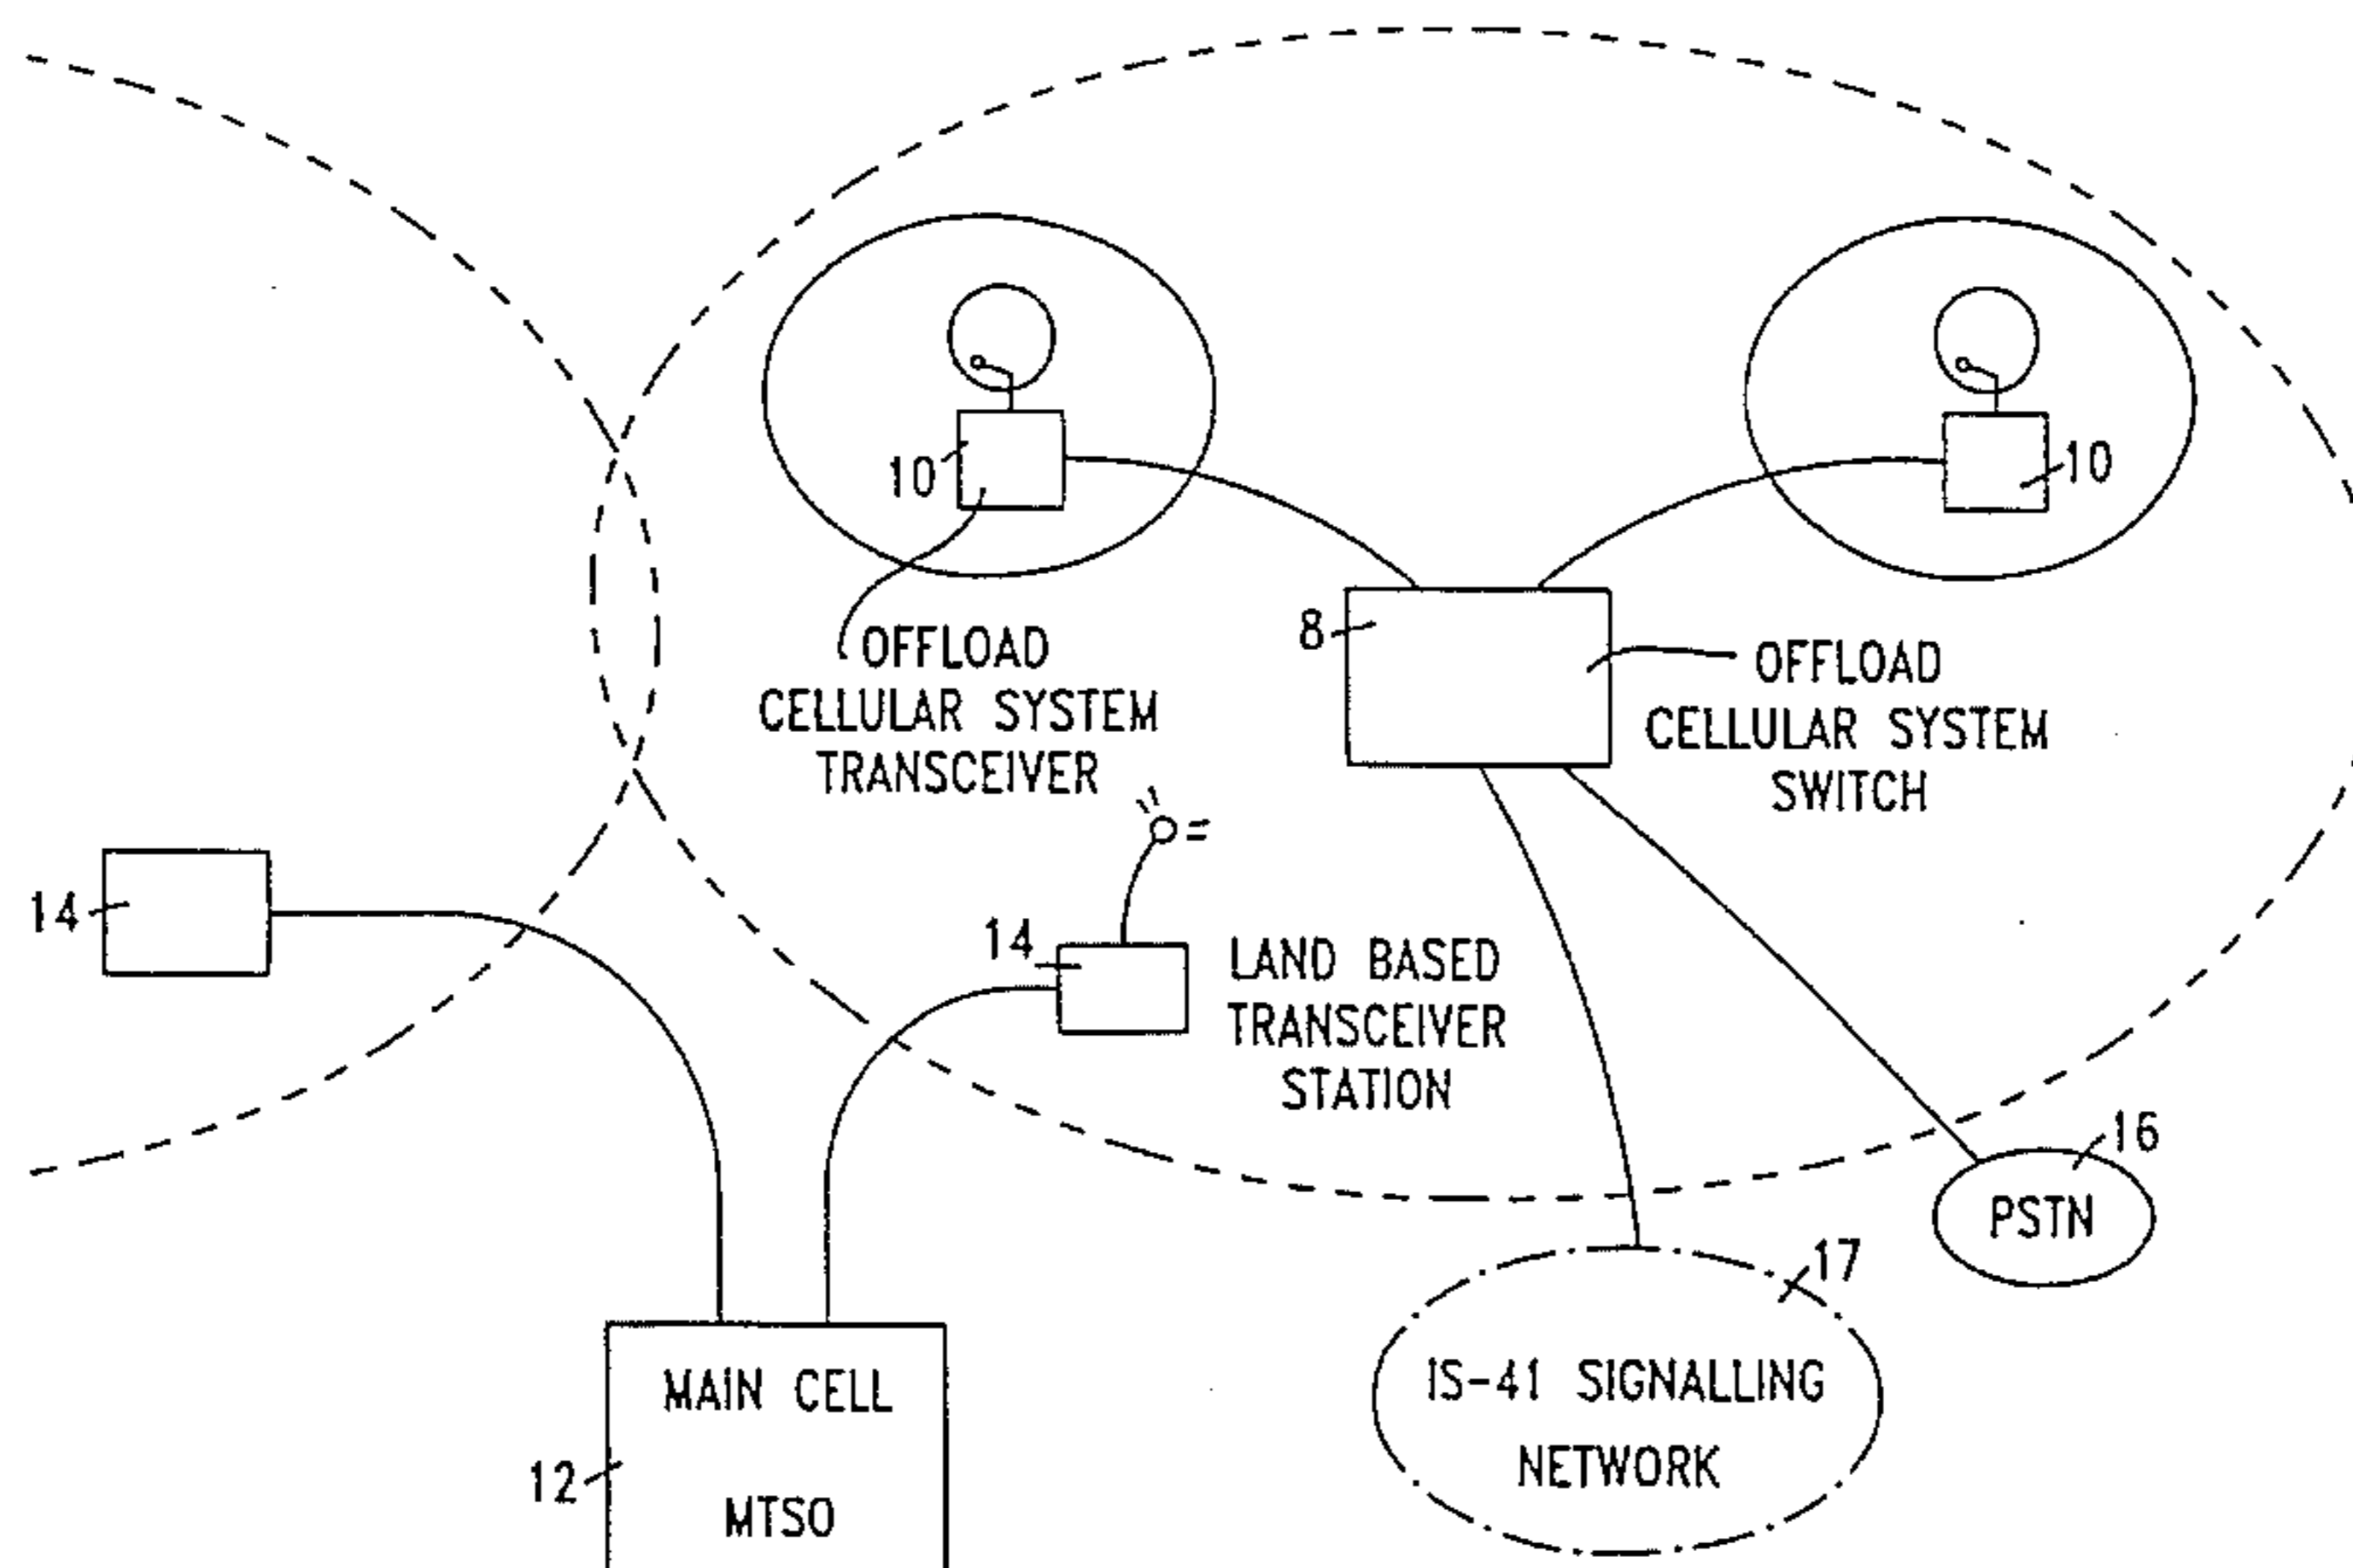 10
10
OFFLOAD
CELLULAR SYSTEM
TRANSCEIVER
8
OFFLOAD
CELLULAR SYSTEM
SWITCH
14
14
LAND BASED
TRANSCEIVER
STATION
16
PSTN
17
IS-41 SIGNALLING
NETWORK
MAIN CELL
12
MTSO